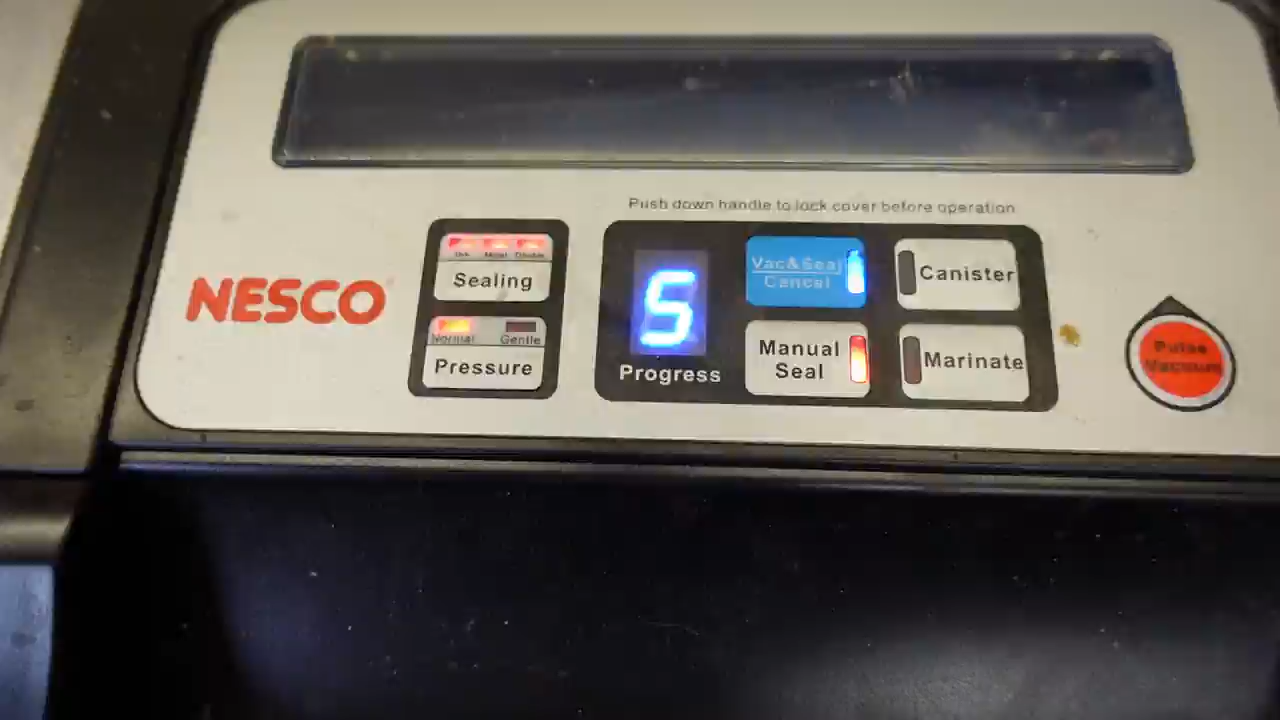 Push down handle to lock cover before operation
Dry Moist Double
Sealing
NESCO
Normal Gentle
Pressure
5
Progress
Vac&Seal
Cancel
Manual
Seal
Canister
Marinate
Pulse
Vacuum